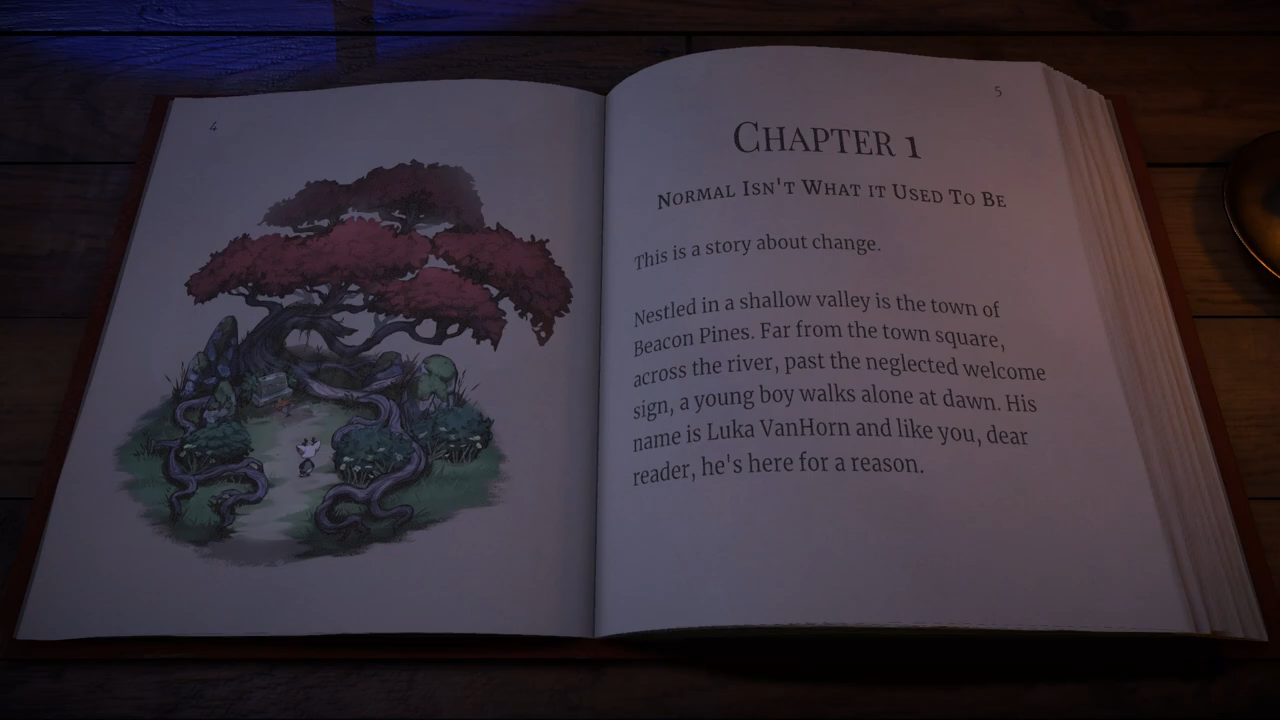 4
5
Chapter 1
Normal Isn't What it Used To Be
This is a story about change.
Nestled in a shallow valley is the town of
Beacon Pines. Far from the town square,
across the river, past the neglected welcome
sign, a young boy walks alone at dawn. His
name is Luka VanHorn and like you, dear
reader, he's here for a reason.